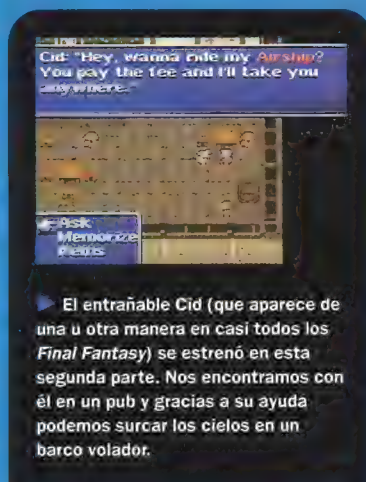 Cid: "Hey, wanna ride my Airship?
You pay the fee and I'll take you
anywhere."
Ask
Memorize
Items
El entrañable Cid (que aparece de
una u otra manera en casi todos los
Final Fantasy) se estrenó en esta
segunda parte. Nos encontramos con
él en un pub y gracias a su ayuda
podemos surcar los cielos en un
barco volador.